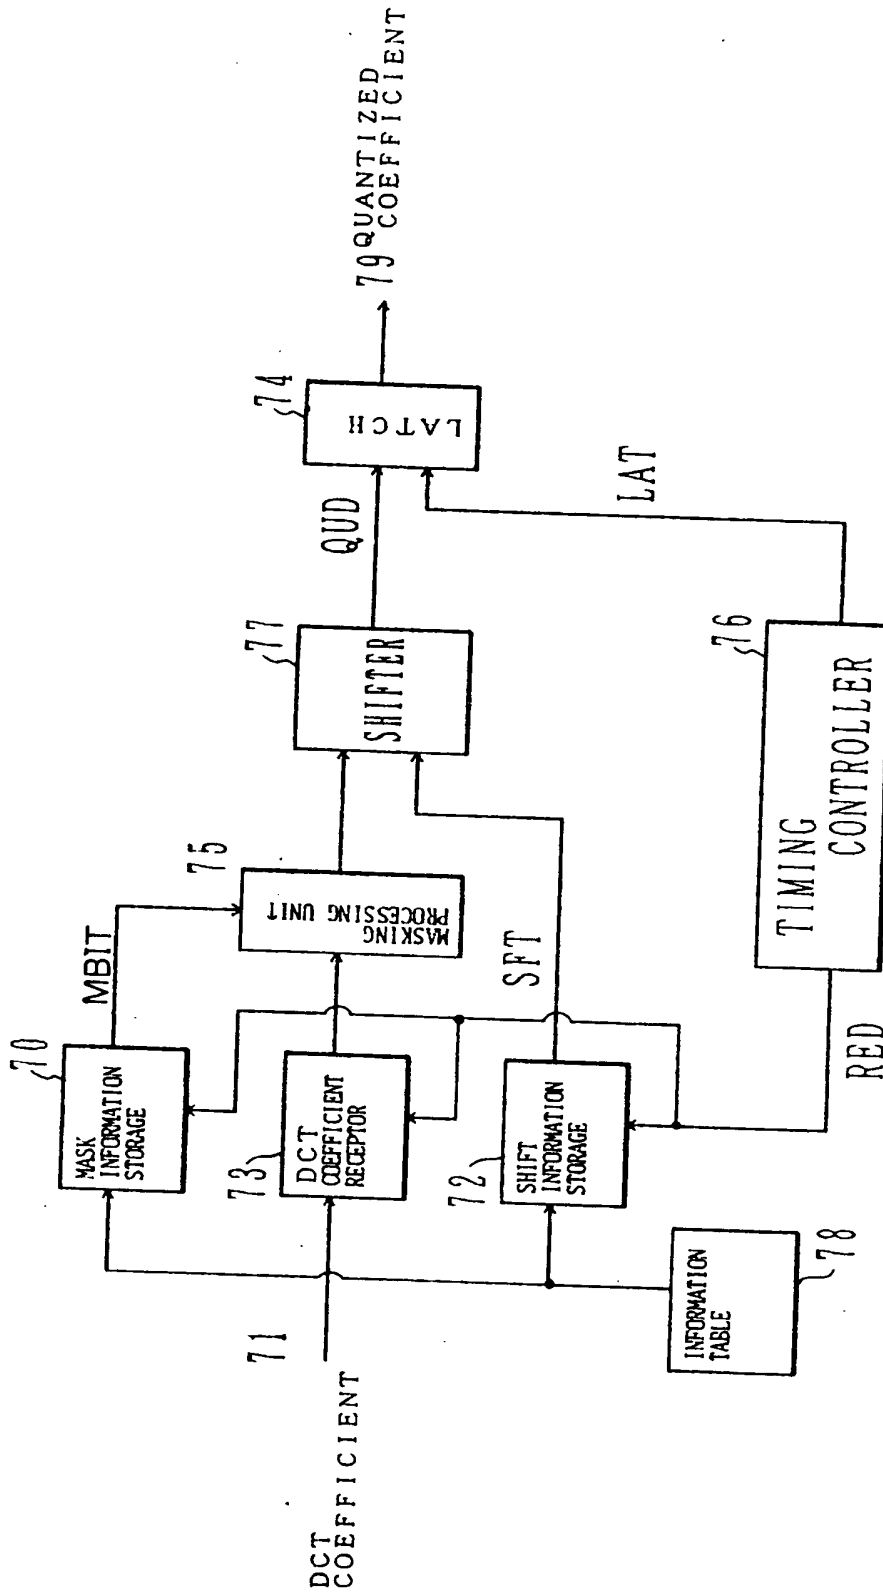 DCT
COEFFICIENT
71
INFORMATION
TABLE
78
70
MASK
INFORMATION
STORAGE
MBIT
73
DCT
COEFFICIENT
RECEPTOR
72
SHIFT
INFORMATION
STORAGE
SFT
RED
75
MASKING
PROCESSING UNIT
77
SHIFTER
QUD
76
TIMING
CONTROLLER
LAT
74
LATCH
79
QUANTIZED
COEFFICIENT